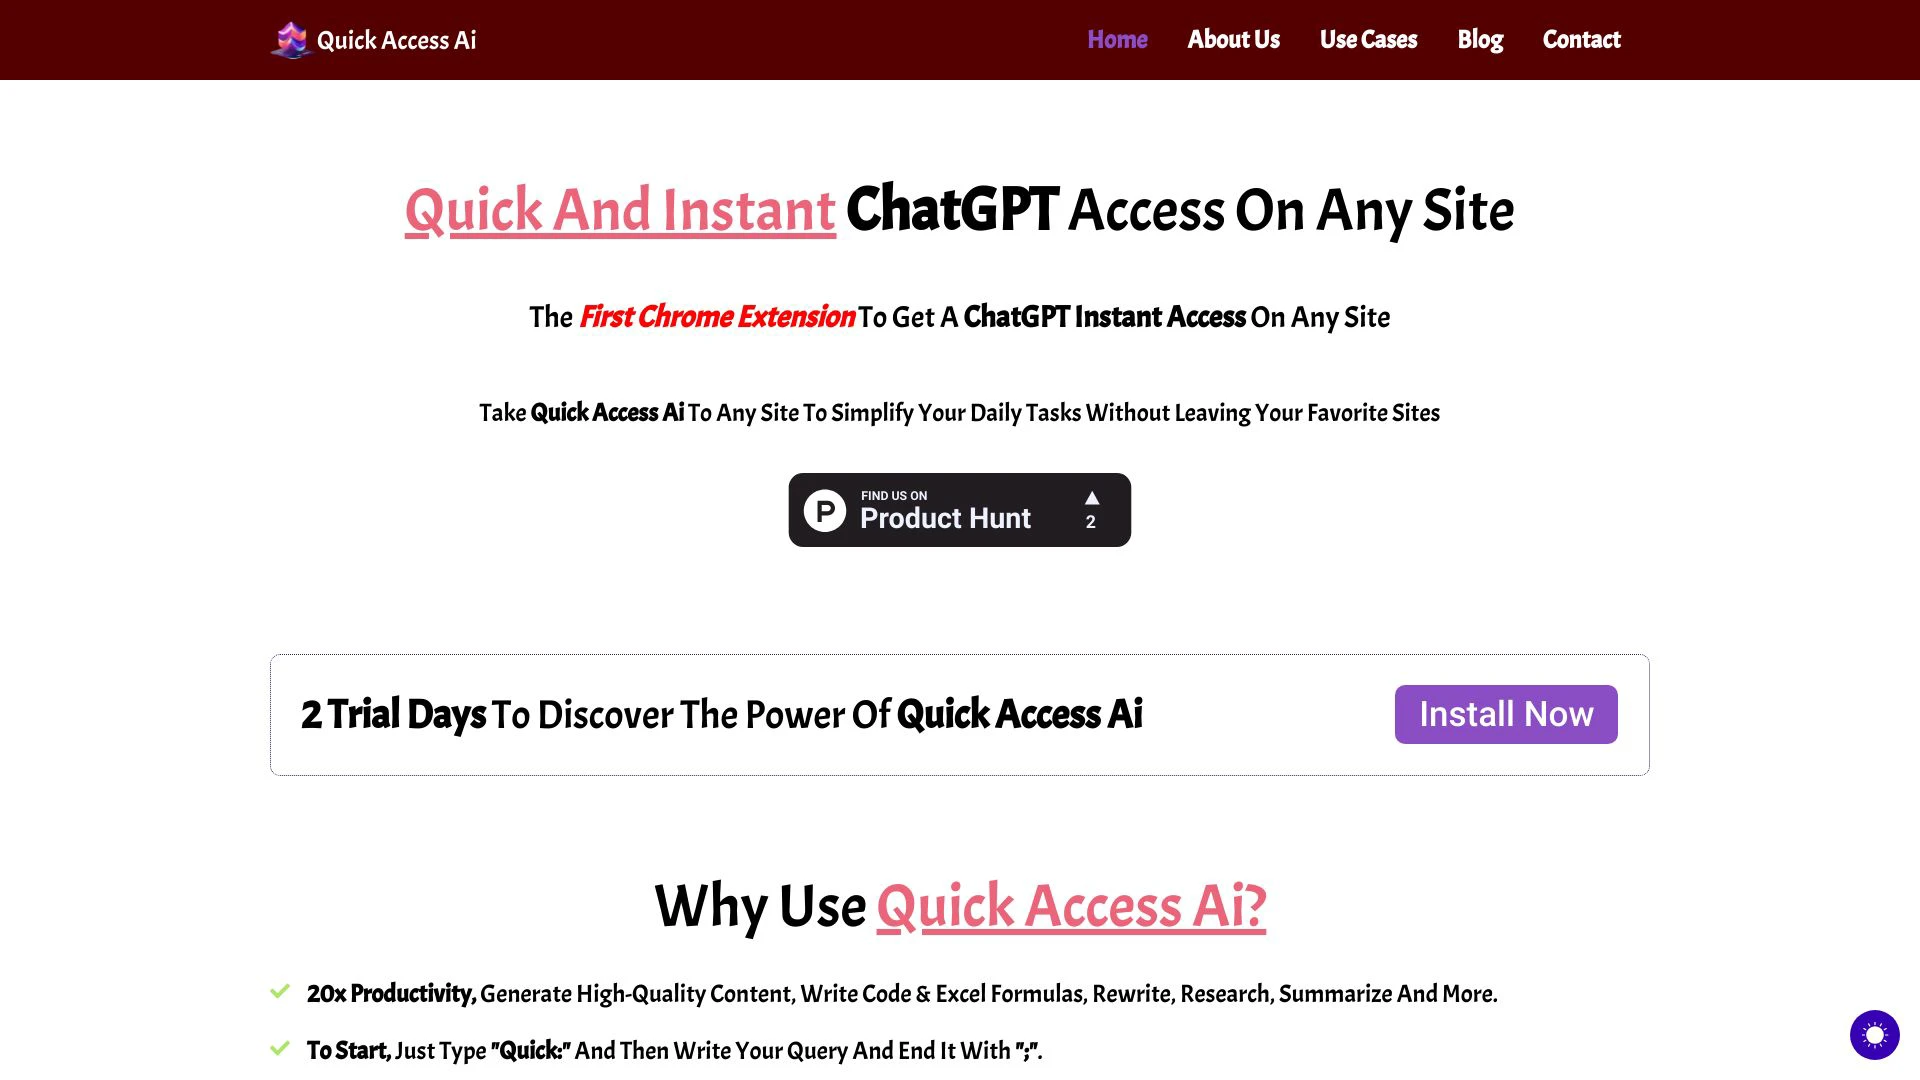 Quick Access Ai
Home About Us Use Cases Blog Contact
Quick And Instant ChatGPT Access On Any Site
The First Chrome Extension To Get A ChatGPT Instant Access On Any Site
Take Quick Access Ai To Any Site To Simplify Your Daily Tasks Without Leaving Your Favorite Sites
P
FIND US ON
Product Hunt
▲
2
2 Trial Days To Discover The Power Of Quick Access Ai
Install Now
Why Use Quick Access Ai?
20x Productivity, Generate High-Quality Content, Write Code & Excel Formulas, Rewrite, Research, Summarize And More.
To Start, Just Type "Quick:" And Then Write Your Query And End It With ";".